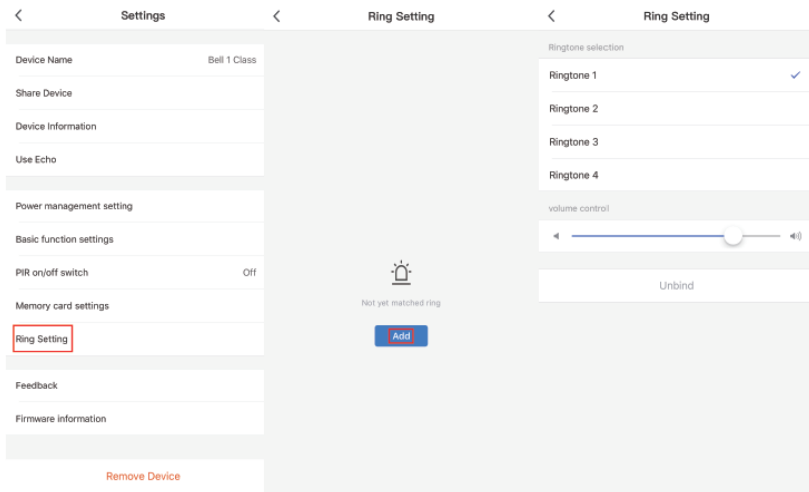 Settings
Device Name Bell 1 Class
Share Device
Device Information
Use Echo
Power management setting
Basic function settings
PIR on/off switch Off
Memory card settings
Ring Setting
Feedback
Firmware information
Remove Device
Ring Setting
Not yet matched ring
Add
Ring Setting
Ringtone selection
Ringtone 1
Ringtone 2
Ringtone 3
Ringtone 4
volume control
Unbind